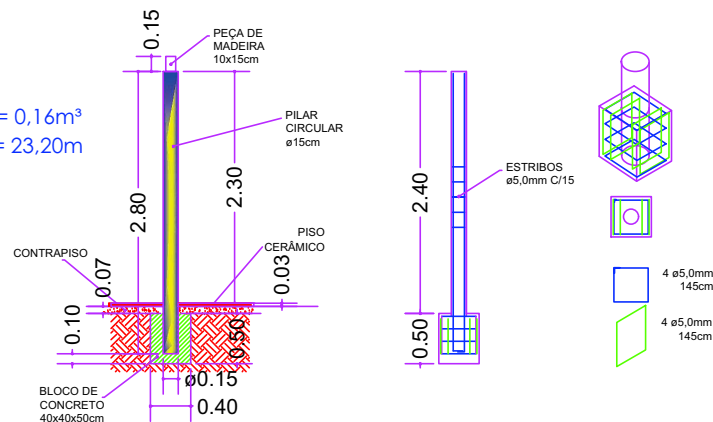 0.15
PEÇA DE
MADEIRA
10x15cm
= 0,16m³
= 23,20m
PILAR
CIRCULAR
ø15cm
2.80
2.30
PISO
CERÂMICO
CONTRAPISO
0.07
0.03
0.10
0.50
ø0.15
0.40
BLOCO DE
CONCRETO
40x40x50cm
2.40
0.50
ESTRIBOS
ø5,0mm C/15
4 ø5,0mm
145cm
4 ø5,0mm
145cm